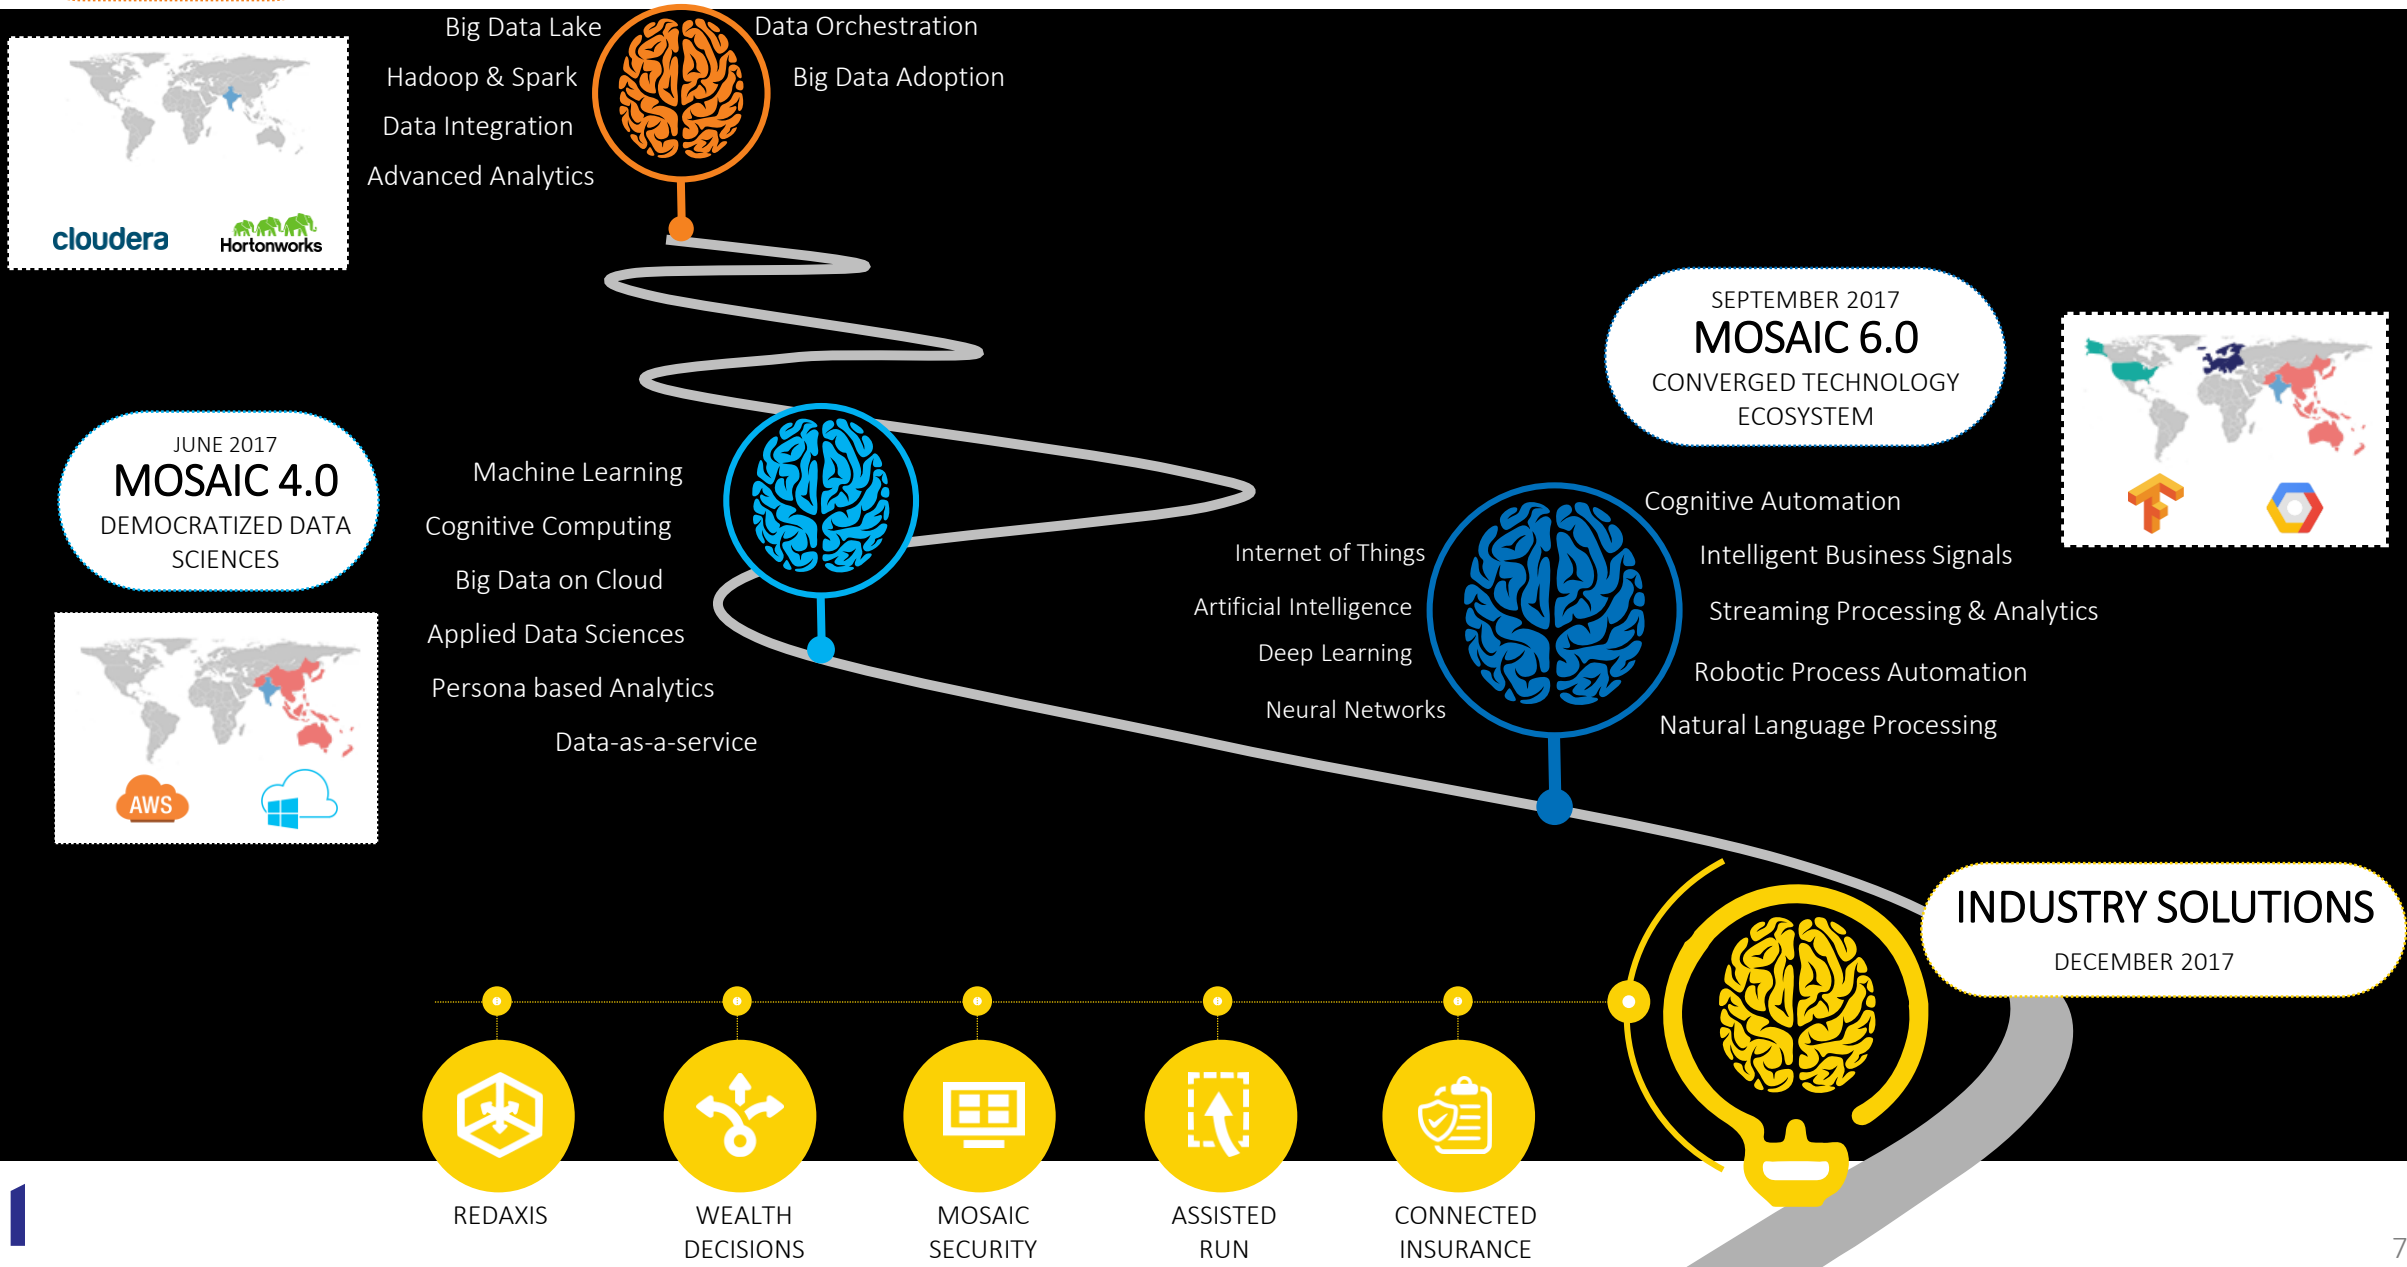 Big Data Lake
Hadoop & Spark
Data Integration
Advanced Analytics
Data Orchestration
Big Data Adoption
cloudera
Hortonworks
JUNE 2017
MOSAIC 4.0
DEMOCRATIZED DATA
SCIENCES
Machine Learning
Cognitive Computing
Big Data on Cloud
Applied Data Sciences
Persona based Analytics
Data-as-a-service
AWS
SEPTEMBER 2017
MOSAIC 6.0
CONVERGED TECHNOLOGY
ECOSYSTEM
Internet of Things
Artificial Intelligence
Deep Learning
Neural Networks
Cognitive Automation
Intelligent Business Signals
Streaming Processing & Analytics
Robotic Process Automation
Natural Language Processing
INDUSTRY SOLUTIONS
DECEMBER 2017
REDAXIS
WEALTH
DECISIONS
MOSAIC
SECURITY
ASSISTED
RUN
CONNECTED
INSURANCE
7